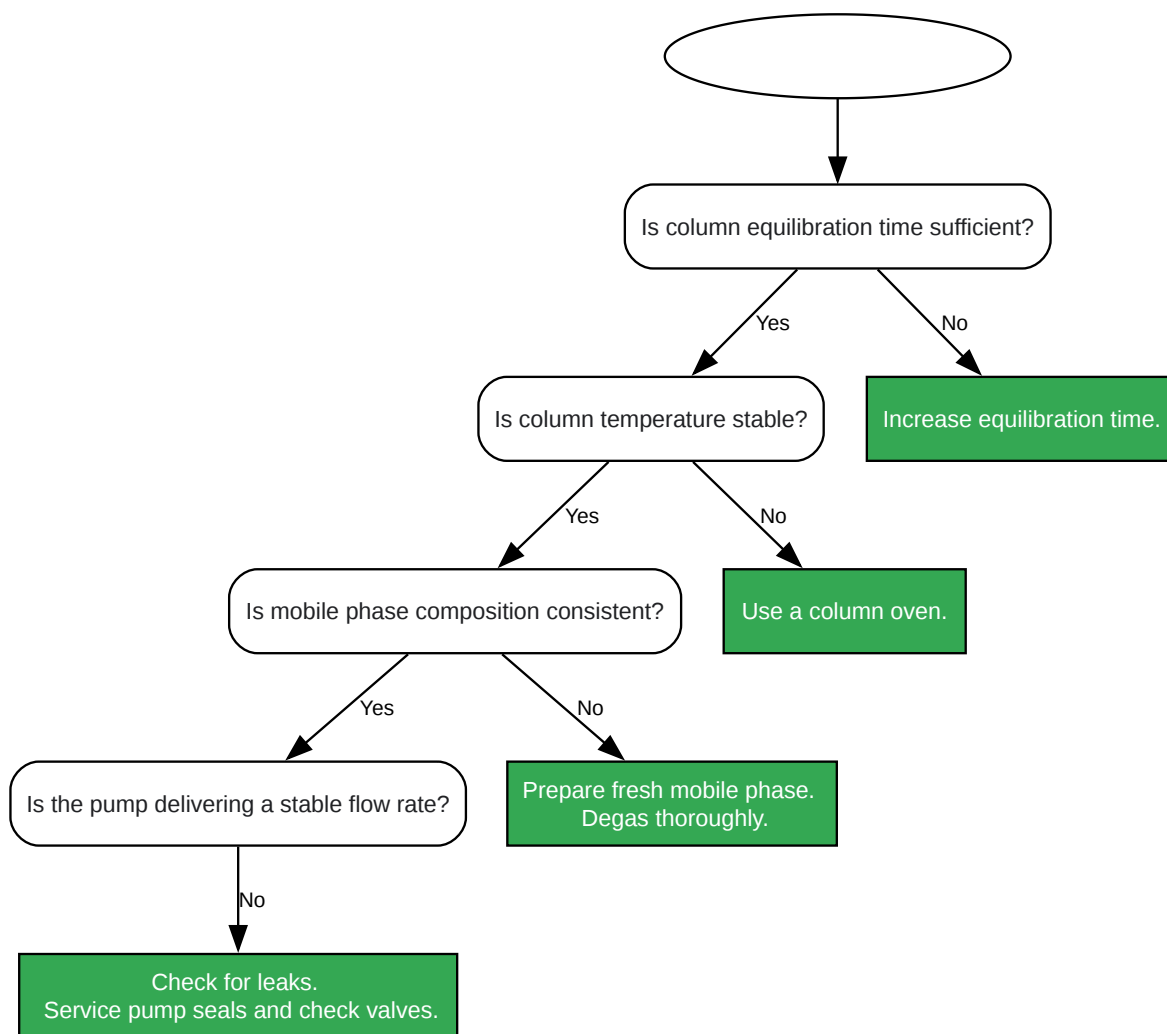 Is column equilibration time sufficient?
Yes
No
Is column temperature stable?
Increase equilibration time.
Yes
No
Is mobile phase composition consistent?
Use a column oven.
Yes
No
Is the pump delivering a stable flow rate?
Prepare fresh mobile phase.
Degas thoroughly.
No
Check for leaks.
Service pump seals and check valves.